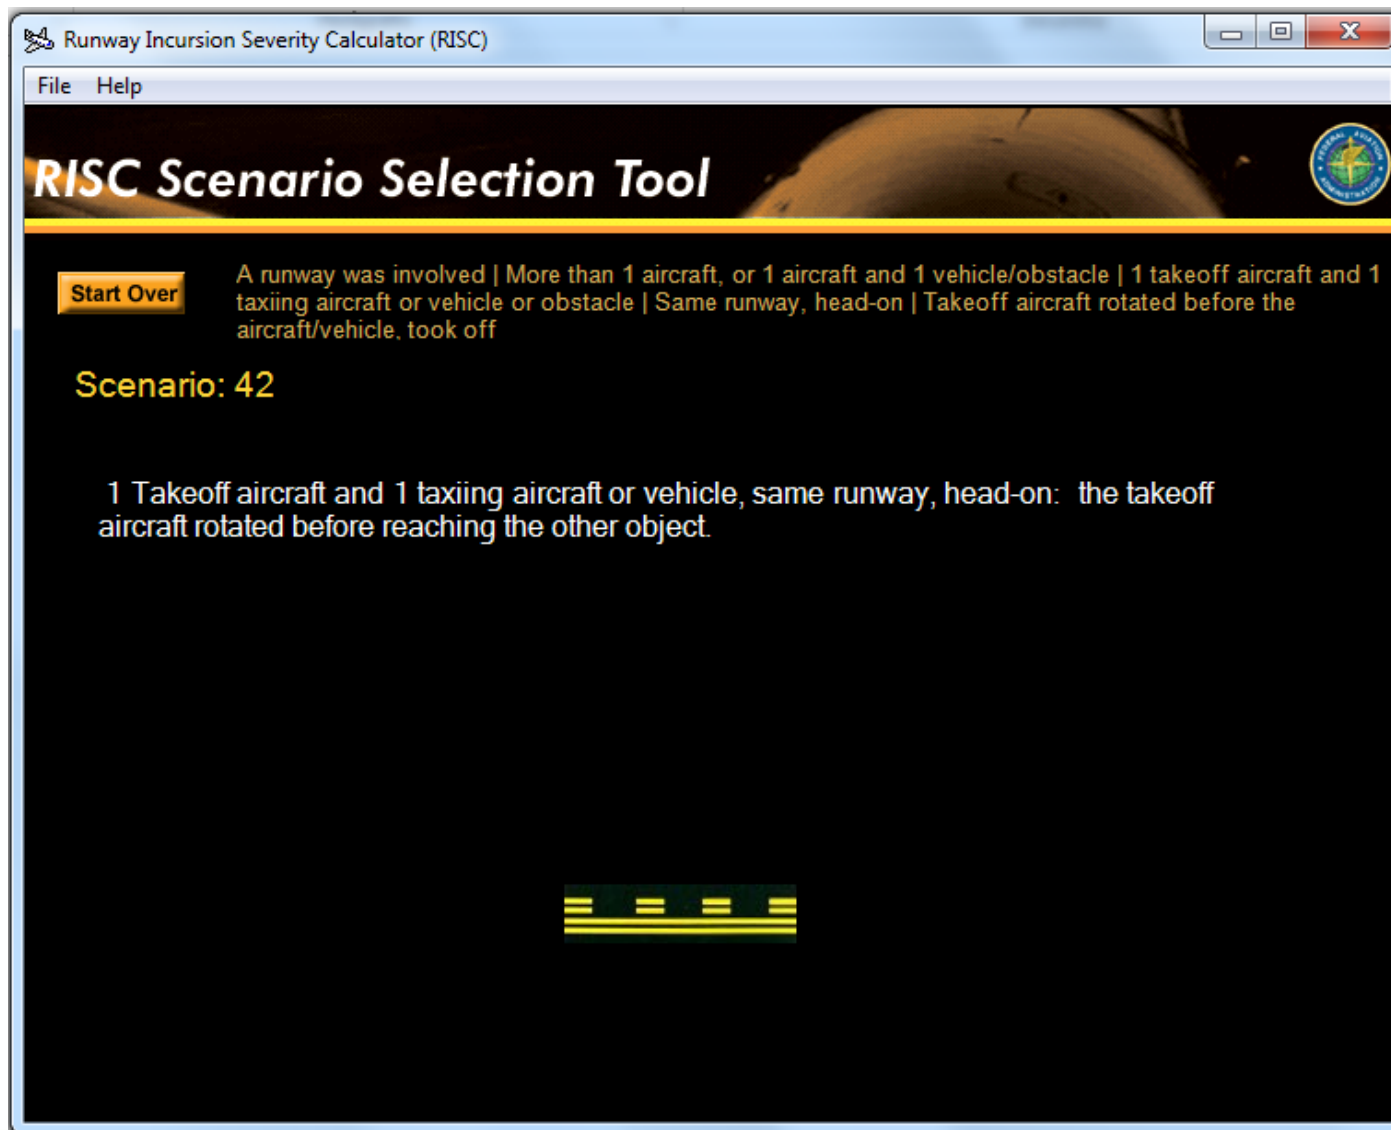 Runway Incursion Severity Calculator (RISC)
File Help
RISC Scenario Selection Tool
Start Over
A runway was involved | More than 1 aircraft, or 1 aircraft and 1 vehicle/obstacle | 1 takeoff aircraft and 1
taxiing aircraft or vehicle or obstacle | Same runway, head-on | Takeoff aircraft rotated before the
aircraft/vehicle, took off
Scenario: 42
1 Takeoff aircraft and 1 taxiing aircraft or vehicle, same runway, head-on: the takeoff
aircraft rotated before reaching the other object.